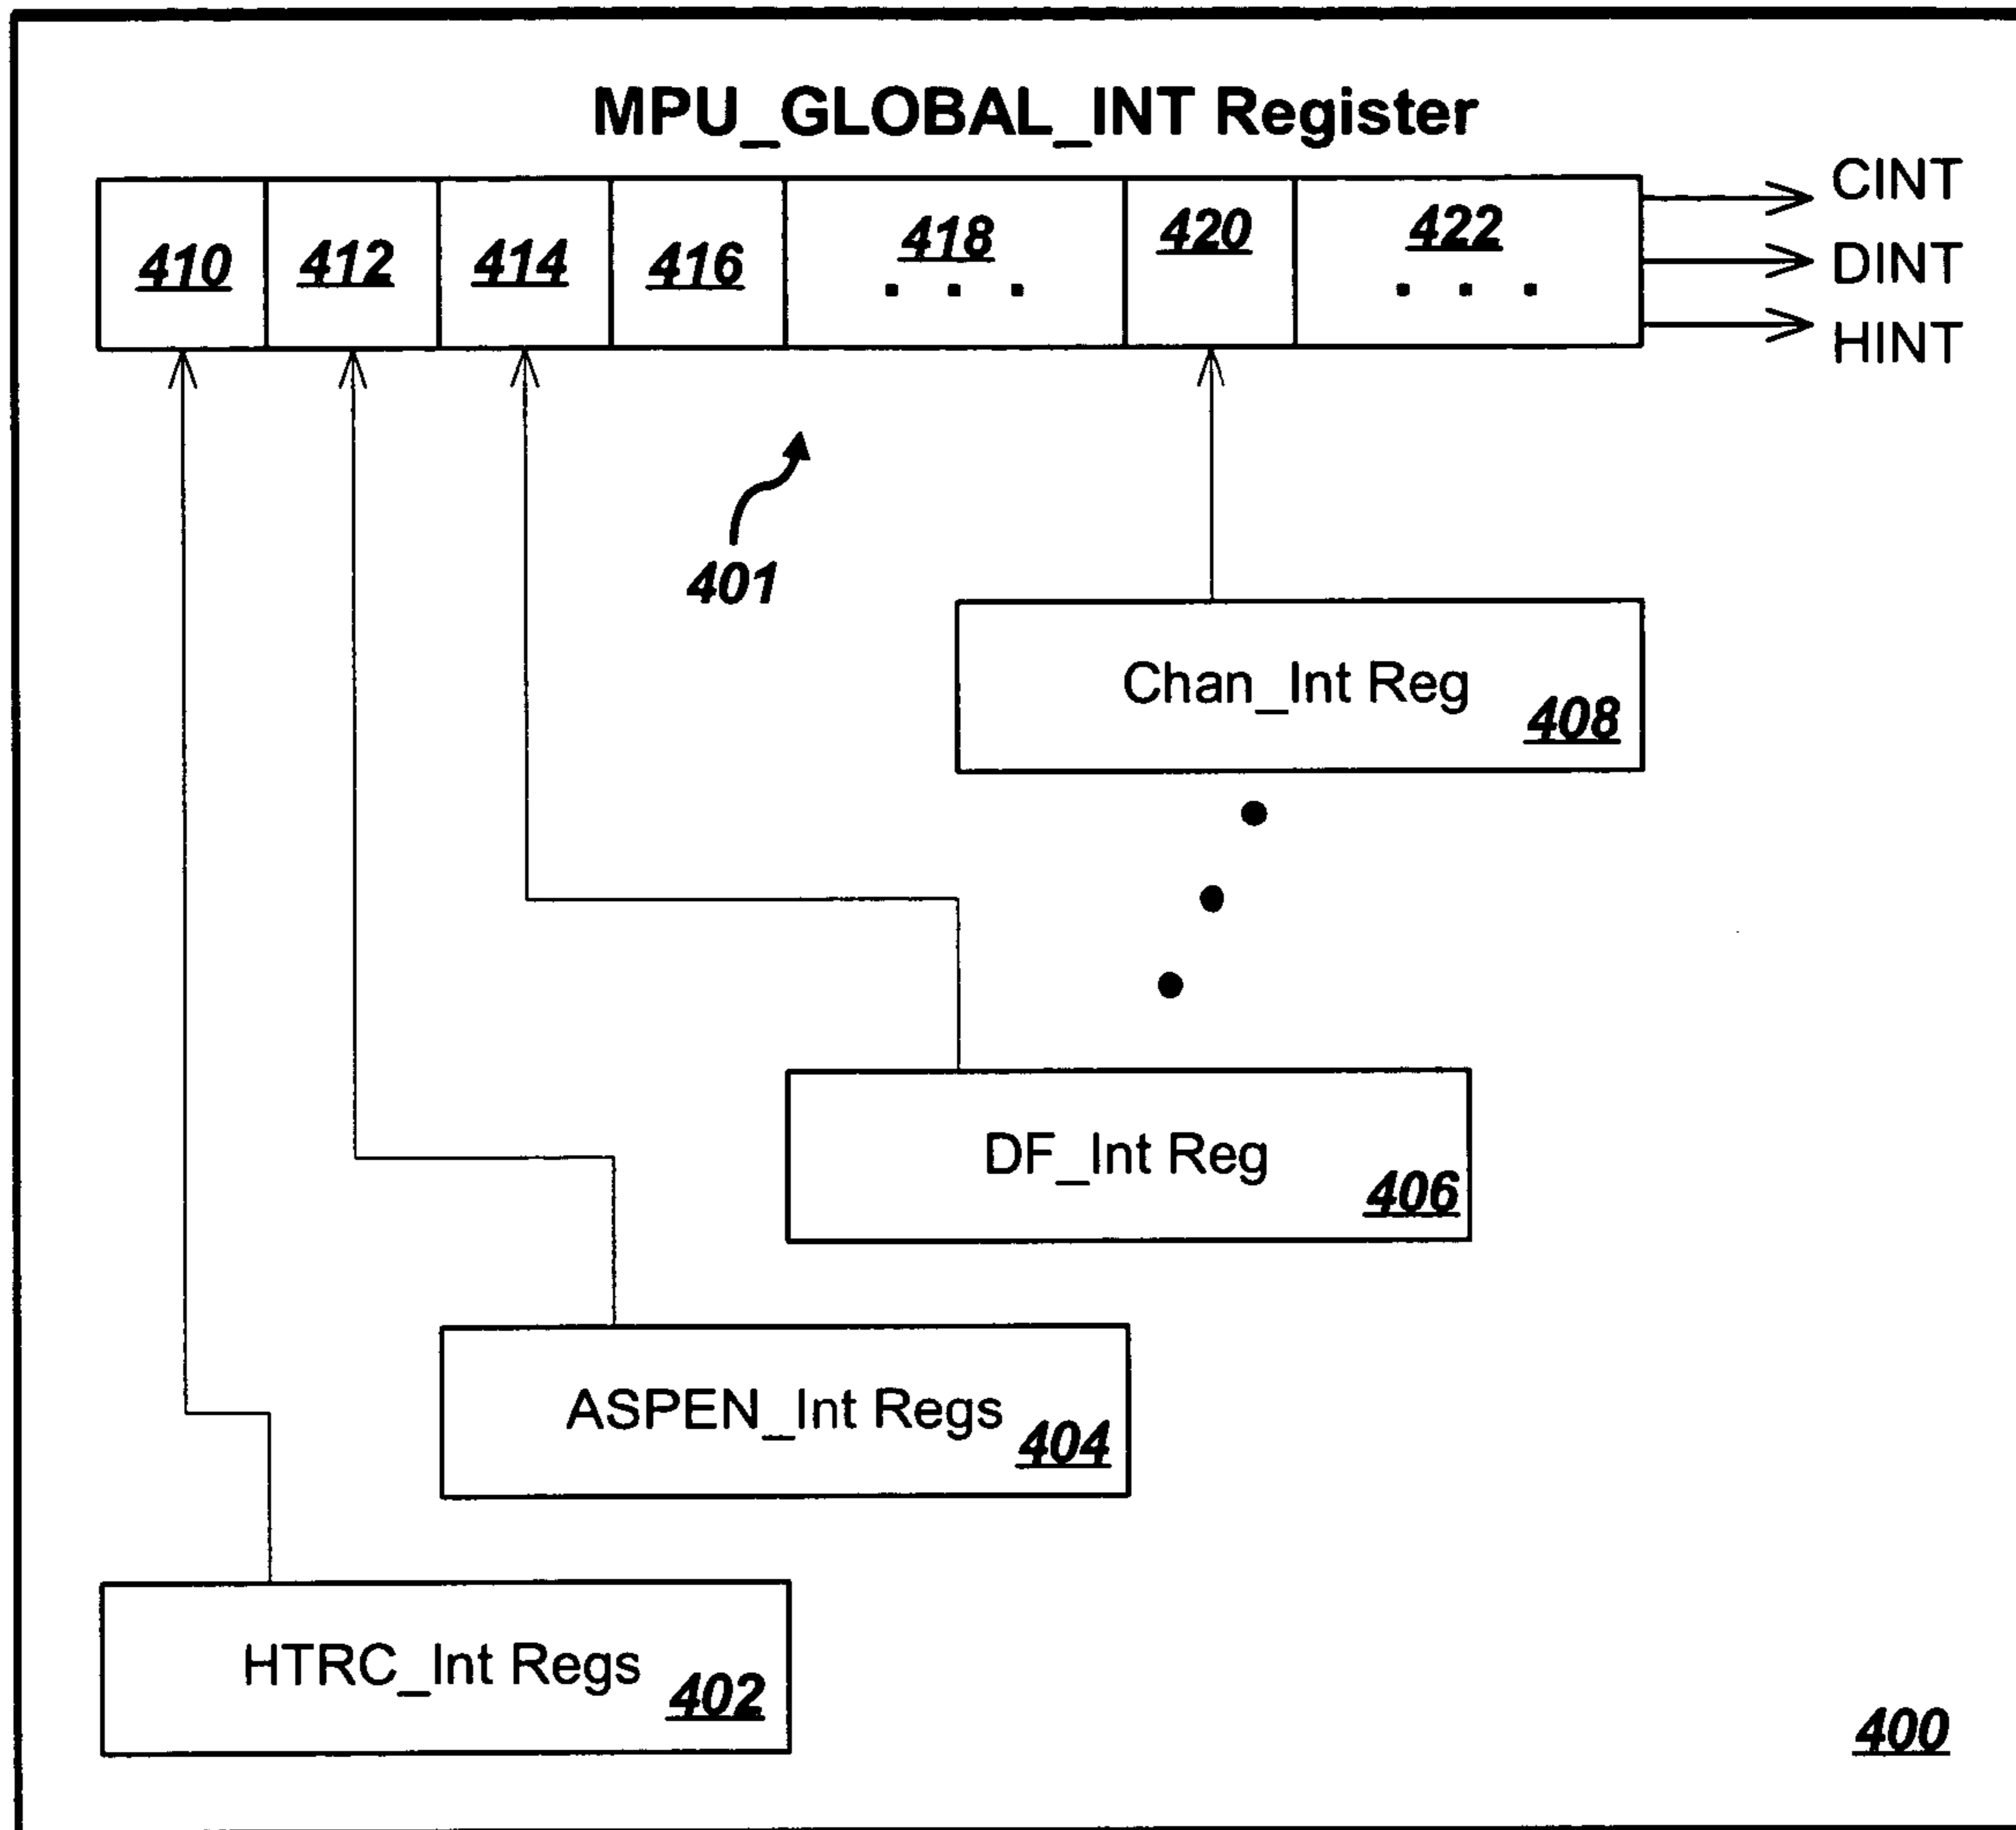 MPU_GLOBAL_INT Register
CINT
410 412 414 416 418 420 422
. . . . . .
DINT
HINT
401
Chan_Int Reg
408
DF_Int Reg
406
ASPEN_Int Regs
404
HTRC_Int Regs
402
400